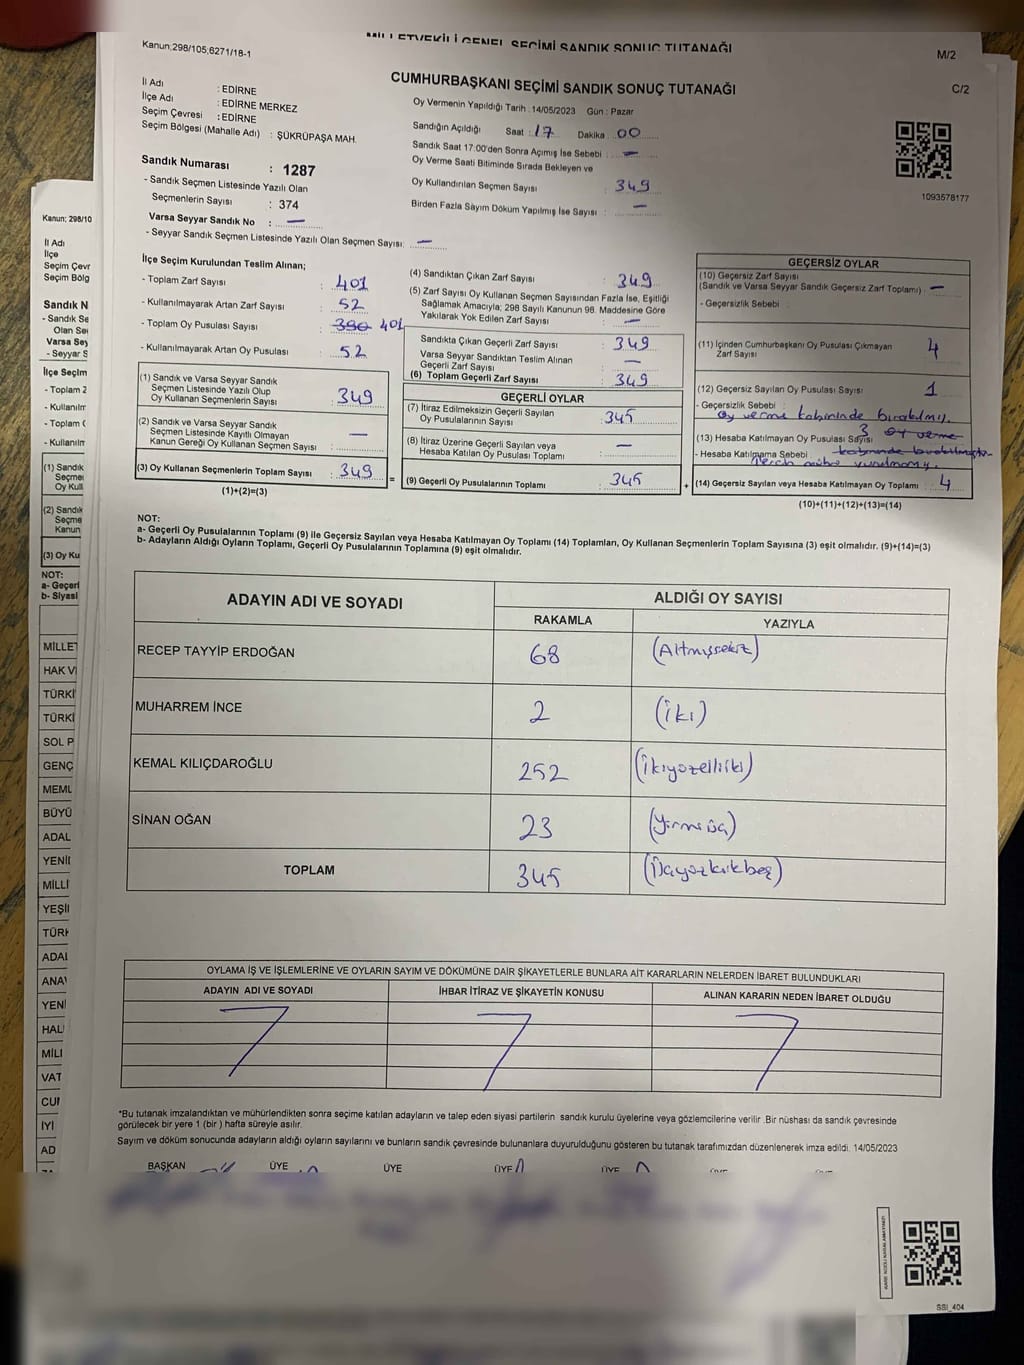 MİLLETVEKİLİ GENEL SEÇİMİ SANDIK SONUÇ TUTANAĞI
Kanun:298/105;6271/18-1
M/2
CUMHURBAŞKANI SEÇİMİ SANDIK SONUÇ TUTANAĞI
C/2
İl Adı : EDİRNE
İlçe Adı : EDİRNE MERKEZ
Seçim Çevresi : EDİRNE
Seçim Bölgesi (Mahalle Adı) : ŞÜKRÜPAŞA MAH.
Sandık Numarası : 1287
- Sandık Seçmen Listesinde Yazılı Olan
Seçmenlerin Sayısı : 374
Varsa Seyyar Sandık No : —
- Seyyar Sandık Seçmen Listesinde Yazılı Olan Seçmen Sayısı: —
Oy Vermenin Yapıldığı Tarih : 14/05/2023 Gün : Pazar
Sandığın Açıldığı Saat : 17 Dakika 00
Sandık Saat 17:00'den Sonra Açımış İse Sebebi : —
Oy Verme Saati Bitiminde Sırada Bekleyen ve
Oy Kullandırılan Seçmen Sayısı : 349
Birden Fazla Sayım Döküm Yapılmış İse Sayısı : —
1093578177
İlçe Seçim Kurulundan Teslim Alınan;
- Toplam Zarf Sayısı : 401
- Kullanılmayarak Artan Zarf Sayısı : 52
- Toplam Oy Pusulası Sayısı : 390 401
- Kullanılmayarak Artan Oy Pusulası : 52
(1) Sandık ve Varsa Seyyar Sandık
Seçmen Listesinde Yazılı Olup
Oy Kullanan Seçmenlerin Sayısı : 349
(2) Sandık ve Varsa Seyyar Sandık
Seçmen Listesinde Kayıtlı Olmayan
Kanun Gereği Oy Kullanan Seçmen Sayısı : —
(3) Oy Kullanan Seçmenlerin Toplam Sayısı : 349
(1)+(2)=(3)
(4) Sandıktan Çıkan Zarf Sayısı : 349
(5) Zarf Sayısı Oy Kullanan Seçmen Sayısından Fazla İse, Eşitliği
Sağlamak Amacıyla; 298 Sayılı Kanunun 98. Maddesine Göre
Yakılarak Yok Edilen Zarf Sayısı : —
Sandıkta Çıkan Geçerli Zarf Sayısı : 349
Varsa Seyyar Sandıktan Teslim Alınan
Geçerli Zarf Sayısı : —
(6) Toplam Geçerli Zarf Sayısı : 349
GEÇERLİ OYLAR
(7) İtiraz Edilmeksizin Geçerli Sayılan
Oy Pusulalarının Sayısı : 345
(8) İtiraz Üzerine Geçerli Sayılan veya
Hesaba Katılan Oy Pusulası Toplamı : —
(9) Geçerli Oy Pusulalarının Toplamı : 345
GEÇERSİZ OYLAR
(10) Geçersiz Zarf Sayısı
(Sandık ve Varsa Seyyar Sandık Geçersiz Zarf Toplamı) : —
- Geçersizlik Sebebi :
(11) İçinden Cumhurbaşkanı Oy Pusulası Çıkmayan
Zarf Sayısı : 4
(12) Geçersiz Sayılan Oy Pusulası Sayısı : 1
- Geçersizlik Sebebi :
Oy verme kabininde bırakılmış.
(13) Hesaba Katılmayan Oy Pusulası Sayısı : 3 oy verme
- Hesaba Katılmama Sebebi : kabininde bırakılmıştır
Tercih mührü vurulmamış.
(14) Geçersiz Sayılan veya Hesaba Katılmayan Oy Toplamı : 4
(10)+(11)+(12)+(13)=(14)
NOT:
a- Geçerli Oy Pusulalarının Toplamı (9) ile Geçersiz Sayılan veya Hesaba Katılmayan Oy Toplamı (14) Toplamları, Oy Kullanan Seçmenlerin Toplam Sayısına (3) eşit olmalıdır. (9)+(14)=(3)
b- Adayların Aldığı Oyların Toplamı, Geçerli Oy Pusulalarının Toplamına (9) eşit olmalıdır.
ADAYIN ADI VE SOYADI ALDIĞI OY SAYISI
RAKAMLA YAZIYLA
RECEP TAYYİP ERDOĞAN 68 (Altmışsekiz)
MUHARREM İNCE 2 (İki)
KEMAL KILIÇDAROĞLU 252 (İkiyüzelliiki)
SİNAN OĞAN 23 (Yirmiüç)
TOPLAM 345 (Üçyüzkırkbeş)
OYLAMA İŞ VE İŞLEMLERİNE VE OYLARIN SAYIM VE DÖKÜMÜNE DAİR ŞİKAYETLERLE BUNLARA AİT KARARLARIN NELERDEN İBARET BULUNDUKLARI
ADAYIN ADI VE SOYADI İHBAR İTİRAZ VE ŞİKAYETİN KONUSU ALINAN KARARIN NEDEN İBARET OLDUĞU
*Bu tutanak imzalandıktan ve mühürlendikten sonra seçime katılan adayların ve talep eden siyasi partilerin sandık kurulu üyelerine veya gözlemcilerine verilir .Bir nüshası da sandık çevresinde
görülecek bir yere 1 (bir ) hafta süreyle asılır.
Sayım ve döküm sonucunda adayların aldığı oyların sayılarını ve bunların sandık çevresinde bulunanlara duyurulduğunu gösteren bu tutanak tarafımızdan düzenlenerek imza edildi. 14/05/2023
BAŞKAN ÜYE ÜYE ÜYE ÜYE ÜYE
SSI_404
Kanun: 298/10
İl Adı
İlçe
Seçim Çevr
Seçim Bölg
Sandık N
- Sandık Se
Olan Se
Varsa Sey
- Seyyar S
İlçe Seçim
- Toplam Z
- Kullanılm
- Toplam
- Kullanılm
(1) Sandık
Seçme
Oy Kull
(2) Sandık
Seçme
Kanun
(3) Oy Ku
NOT:
a- Geçerl
b- Siyasi
MİLLET
HAK V
TÜRKİ
TÜRKİ
SOL P
GENÇ
MEML
BÜYÜ
ADAL
YENİD
MİLLİ
YEŞİL
TÜRK
ADAL
ANAV
YENİ
HAL
MİLL
VAT
CUM
İYİ
AD